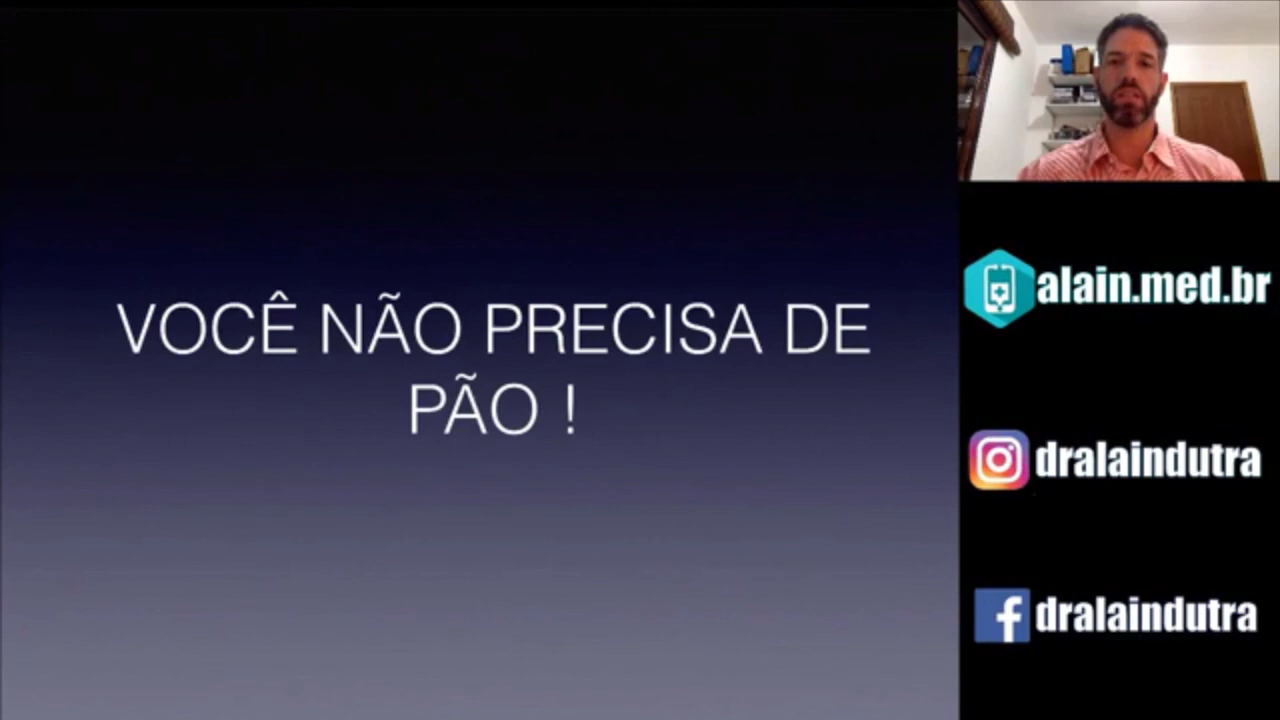 VOCÊ NÃO PRECISA DE
PÃO !
alain.med.br
dralaindutra
dralaindutra